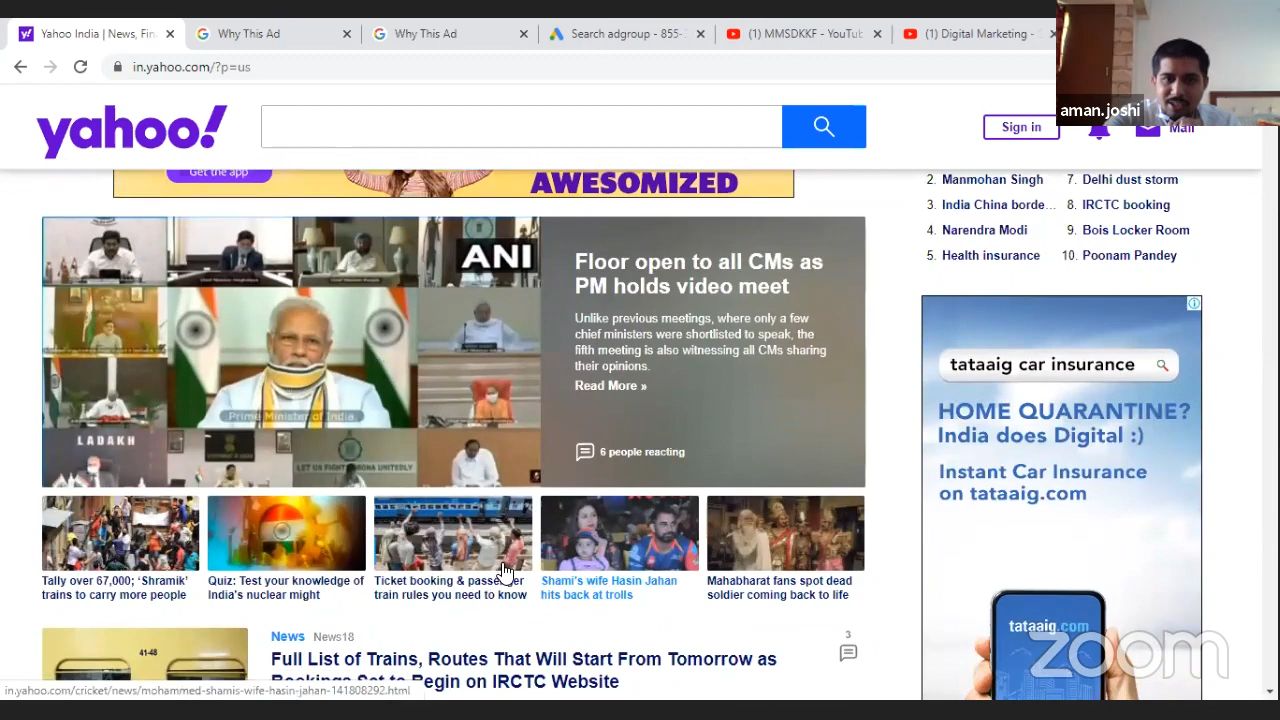 Yahoo India | News, Fin
Why This Ad
Why This Ad
Search adgroup - 855-
(1) MMSDKKF - YouTub
(1) Digital Marketing - S
in.yahoo.com/?p=us
aman.joshi
yahoo!
Sign in
Mail
Get the app
AWESOMIZED
2. Manmohan Singh
7. Delhi dust storm
3. India China borde...
8. IRCTC booking
4. Narendra Modi
9. Bois Locker Room
5. Health insurance
10. Poonam Pandey
ANI
Prime Minister of India
LADAKH
LET US FIGHT CORONA UNITEDLY
Floor open to all CMs as
PM holds video meet
Unlike previous meetings, where only a few
chief ministers were shortlisted to speak, the
fifth meeting is also witnessing all CMs sharing
their opinions.
Read More »
6 people reacting
tataaig car insurance
HOME QUARANTINE?
India does Digital :)
Instant Car Insurance
on tataaig.com
tataaig.com
Tally over 67,000; 'Shramik'
trains to carry more people
Quiz: Test your knowledge of
India's nuclear might
Ticket booking & passenger
train rules you need to know
Shami's wife Hasin Jahan
hits back at trolls
Mahabharat fans spot dead
soldier coming back to life
41-48
News News18
3
Full List of Trains, Routes That Will Start From Tomorrow as
Bookings Set to Begin on IRCTC Website
in.yahoo.com/cricket/news/mohammed-shamis-wife-hasin-jahan-141808292.html
zoom